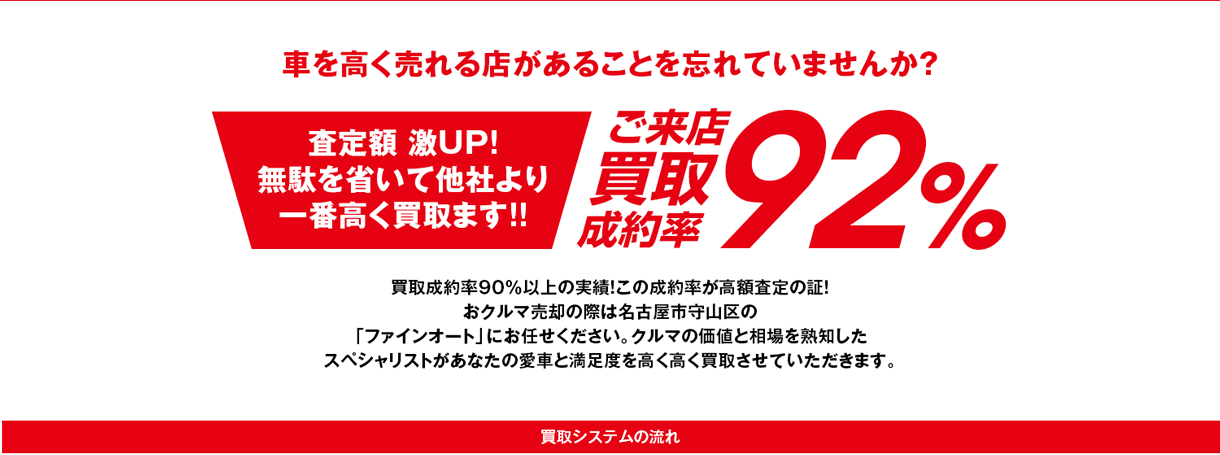 車を高く売れる店があることを忘れていませんか?
査定額 激UP!
無駄を省いて他社より
一番高く買取ます!!
ご来店
買取
成約率
92%
買取成約率90%以上の実績!この成約率が高額査定の証!
おクルマ売却の際は名古屋市守山区の
「ファインオート」にお任せください。クルマの価値と相場を熟知した
スペシャリストがあなたの愛車と満足度を高く高く買取させていただきます。
買取システムの流れ